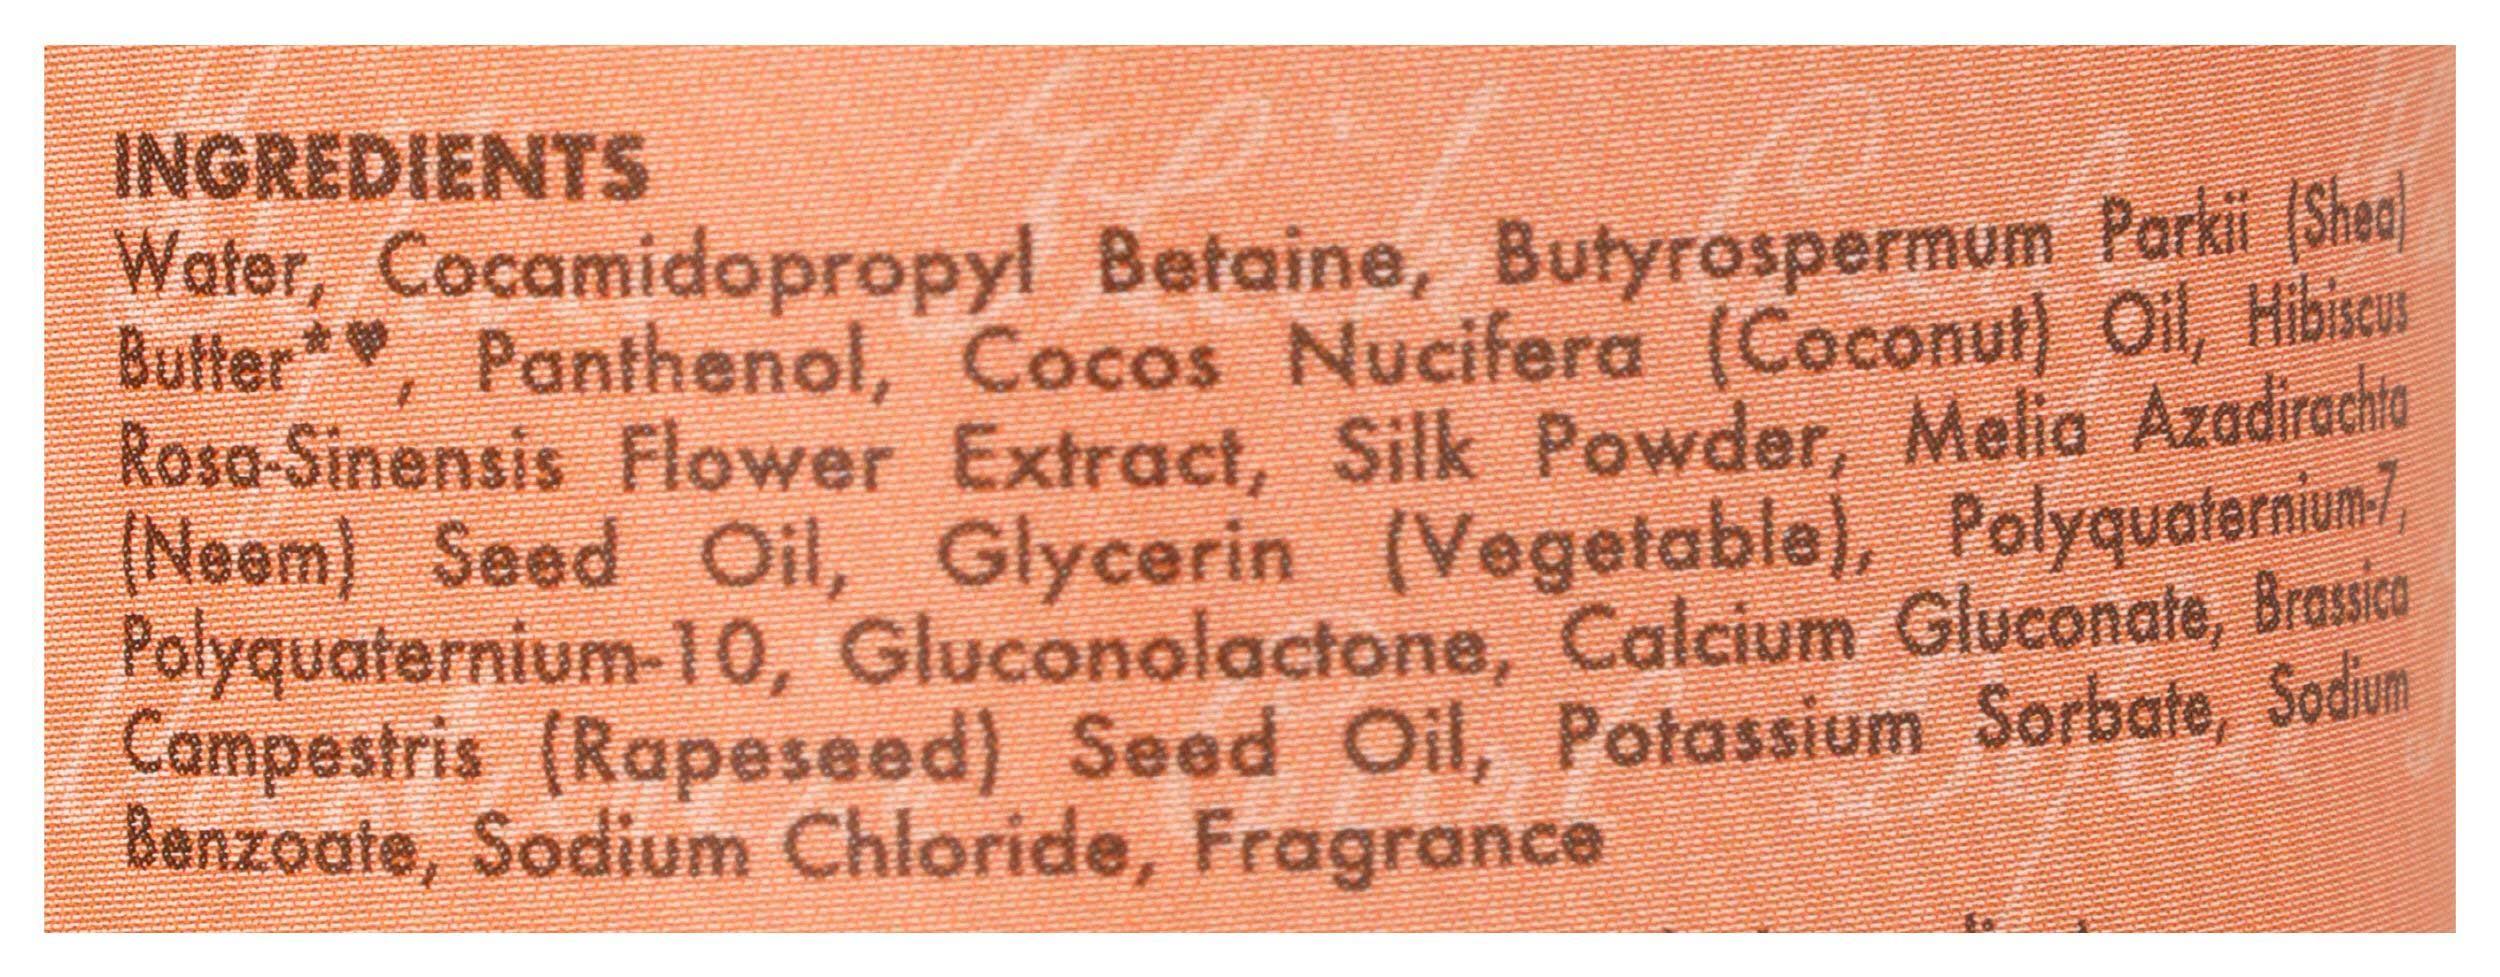 INGREDIENTS
Water, Cocamidopropyl Betaine, Butyrospermum Parkii (Shea)
Butter*♥, Panthenol, Cocos Nucifera (Coconut) Oil, Hibiscus
Rosa-Sinensis Flower Extract, Silk Powder, Melia Azadirachta
(Neem) Seed Oil, Glycerin (Vegetable), Polyquaternium-7,
Polyquaternium-10, Gluconolactone, Calcium Gluconate, Brassica
Campestris (Rapeseed) Seed Oil, Potassium Sorbate, Sodium
Benzoate, Sodium Chloride, Fragrance